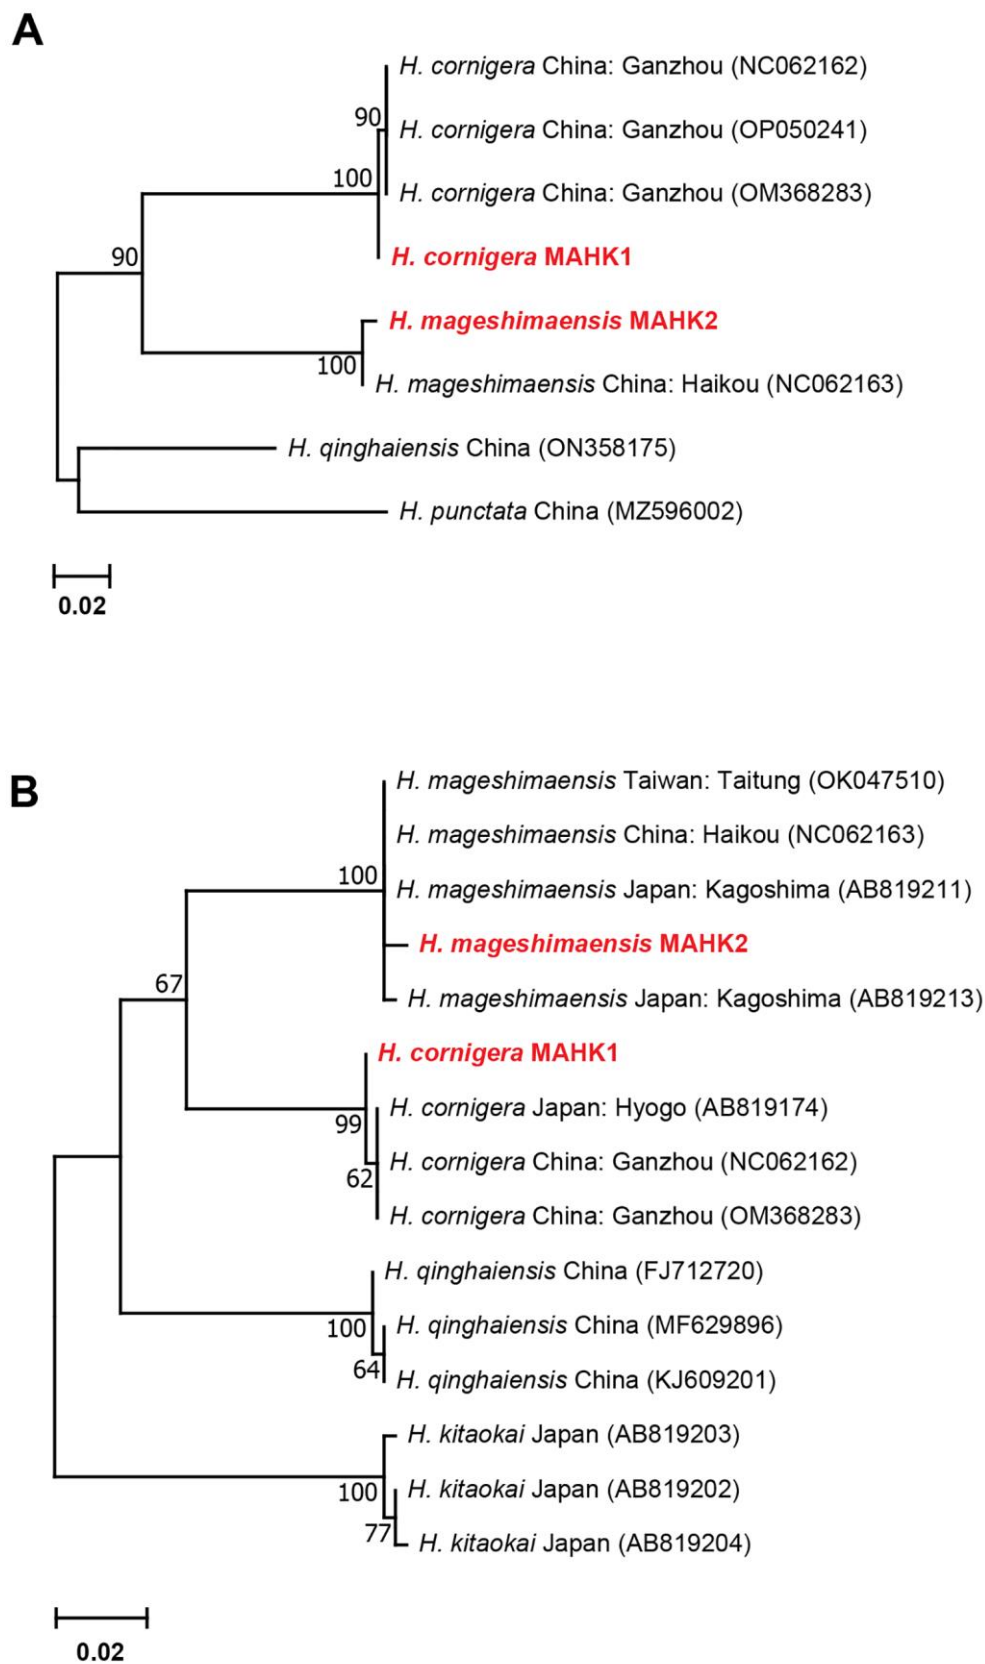 A
H. cornigera China: Ganzhou (NC062162)
90
H. cornigera China: Ganzhou (OP050241)
100
H. cornigera China: Ganzhou (OM368283)
H. cornigera MAHK1
90
H. mageshimaensis MAHK2
100
H. mageshimaensis China: Haikou (NC062163)
H. qinghaiensis China (ON358175)
H. punctata China (MZ596002)
0.02
B
H. mageshimaensis Taiwan: Taitung (OK047510)
H. mageshimaensis China: Haikou (NC062163)
100
H. mageshimaensis Japan: Kagoshima (AB819211)
H. mageshimaensis MAHK2
67
H. mageshimaensis Japan: Kagoshima (AB819213)
H. cornigera MAHK1
H. cornigera Japan: Hyogo (AB819174)
99
H. cornigera China: Ganzhou (NC062162)
62
H. cornigera China: Ganzhou (OM368283)
H. qinghaiensis China (FJ712720)
100
H. qinghaiensis China (MF629896)
64
H. qinghaiensis China (KJ609201)
H. kitaokai Japan (AB819203)
100
H. kitaokai Japan (AB819202)
77
H. kitaokai Japan (AB819204)
0.02